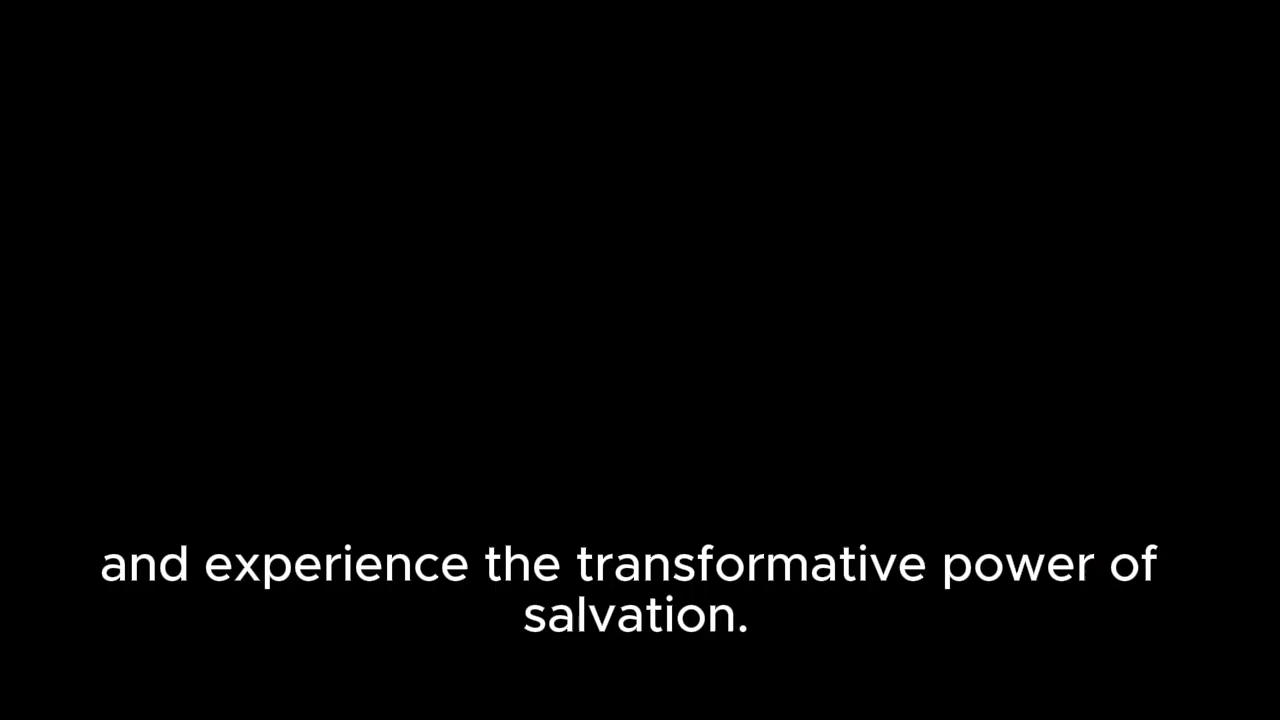 and experience the transformative power of
salvation.